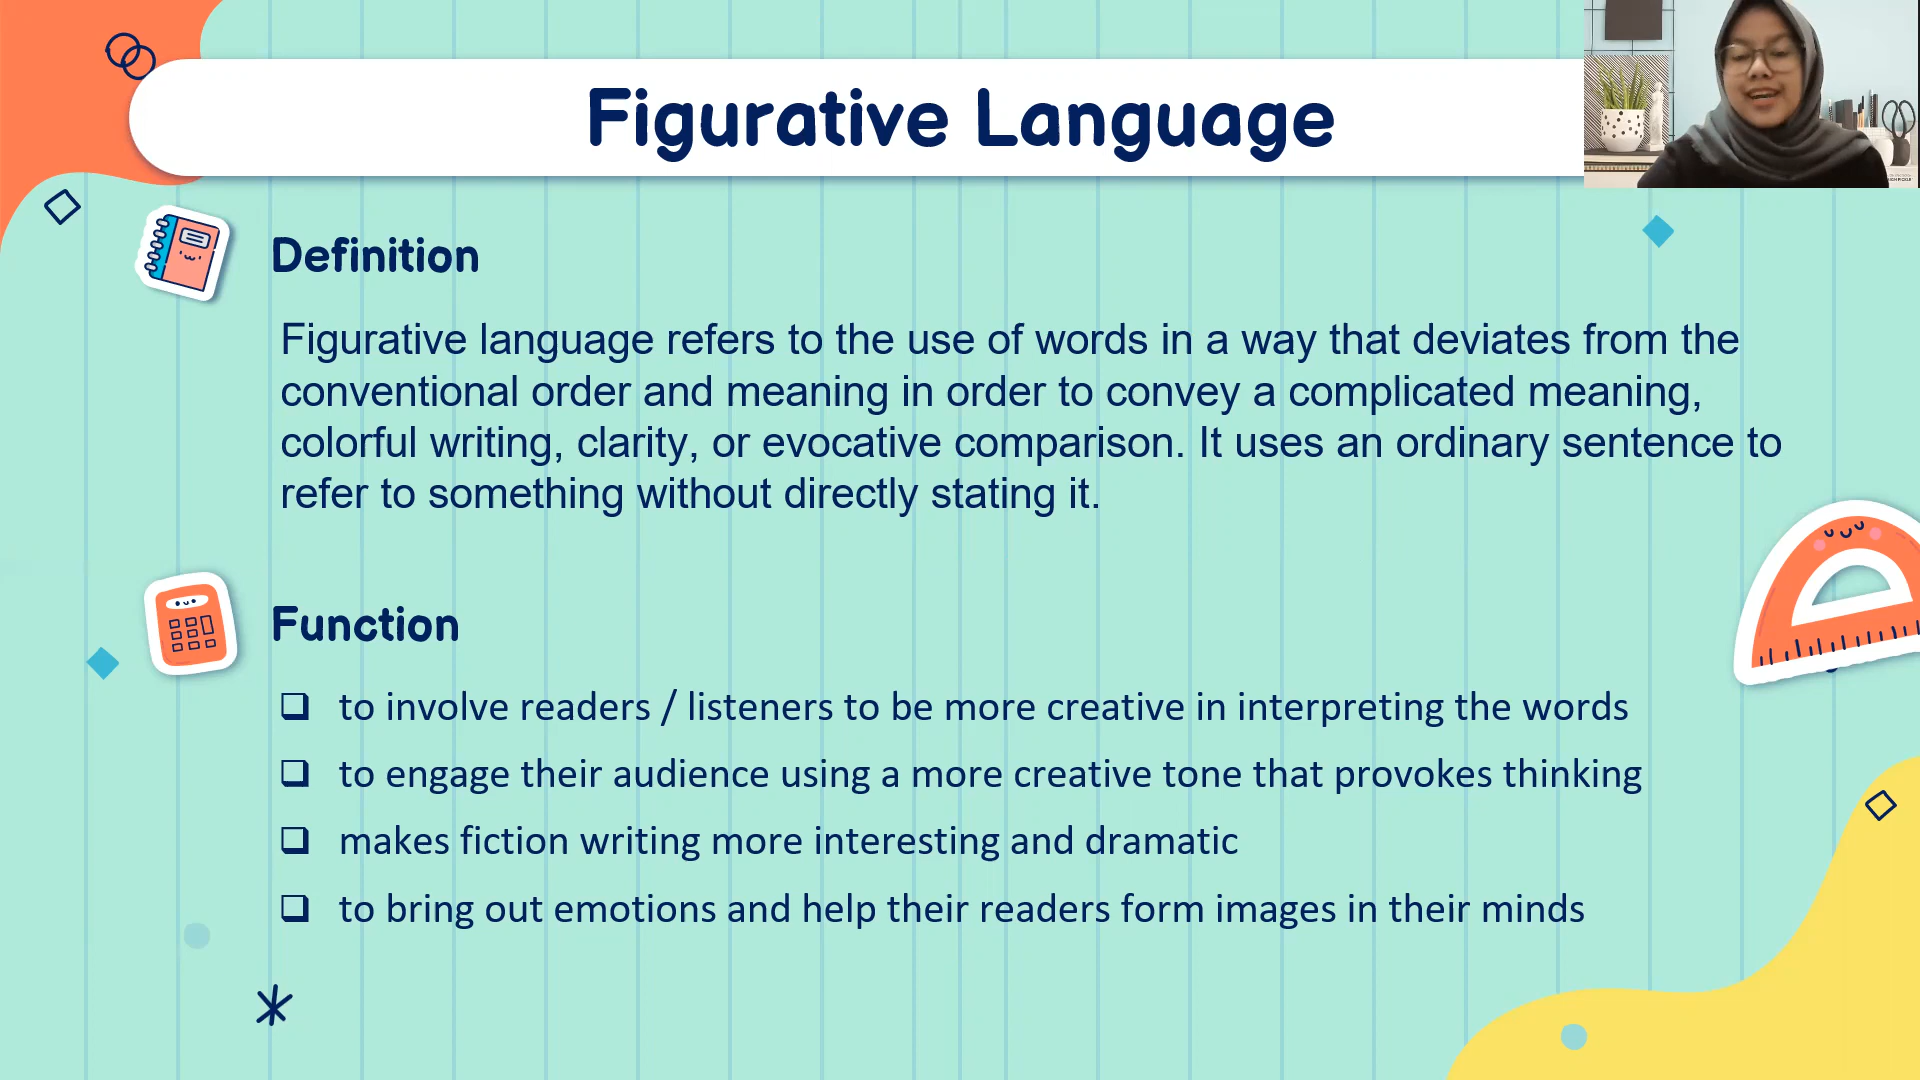 Figurative Language
Definition
Figurative language refers to the use of words in a way that deviates from the
conventional order and meaning in order to convey a complicated meaning,
colorful writing, clarity, or evocative comparison. It uses an ordinary sentence to
refer to something without directly stating it.
Function
to involve readers / listeners to be more creative in interpreting the words
to engage their audience using a more creative tone that provokes thinking
makes fiction writing more interesting and dramatic
to bring out emotions and help their readers form images in their minds